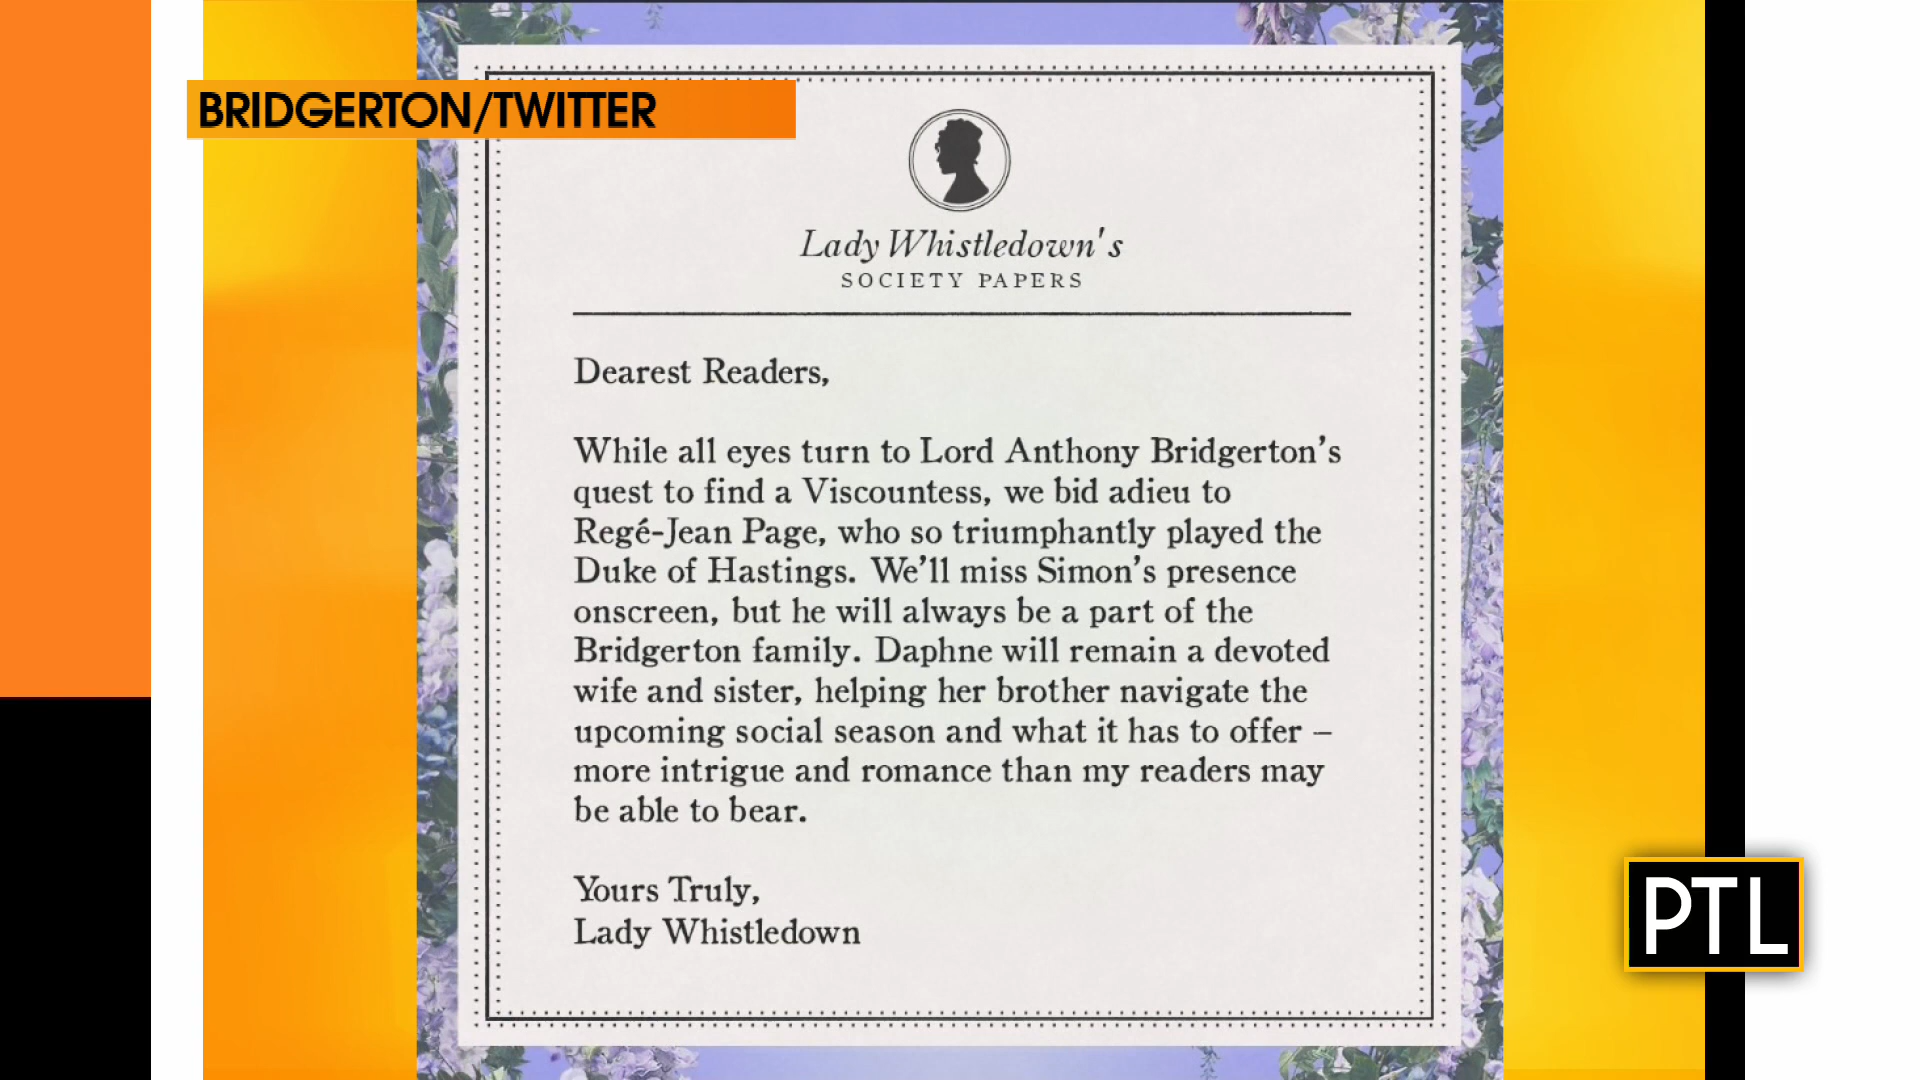 BRIDGERTON/TWITTER
Lady Whistledown's
SOCIETY PAPERS
Dearest Readers,
While all eyes turn to Lord Anthony Bridgerton’s
quest to find a Viscountess, we bid adieu to
Regé-Jean Page, who so triumphantly played the
Duke of Hastings. We’ll miss Simon’s presence
onscreen, but he will always be a part of the
Bridgerton family. Daphne will remain a devoted
wife and sister, helping her brother navigate the
upcoming social season and what it has to offer –
more intrigue and romance than my readers may
be able to bear.
Yours Truly,
Lady Whistledown
PTL